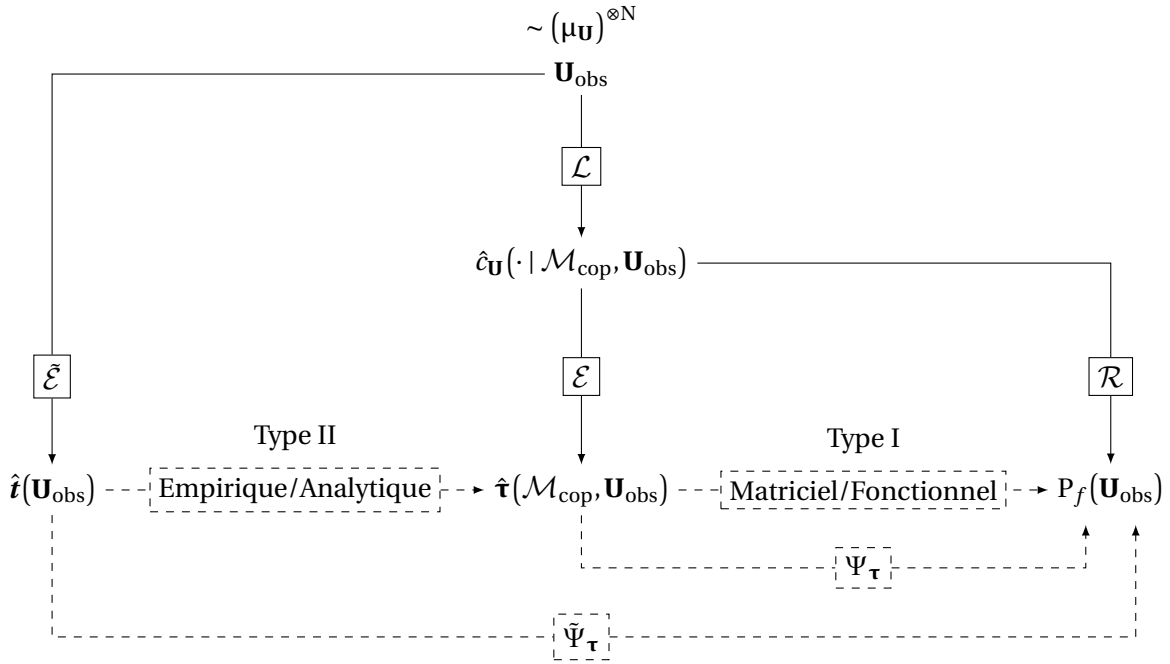 ∼ (μ_𝐔)^{⊗N}
𝐔_obs
ℒ
ĉ_𝐔(· | ℳ_cop, 𝐔_obs)
ℰ̃
ℰ
ℛ
Type II
Type I
𝒕̂(𝐔_obs) Empirique/Analytique 𝛕̂(ℳ_cop, 𝐔_obs) Matriciel/Fonctionnel P_f(𝐔_obs)
Ψ_𝛕
Ψ̃_𝛕